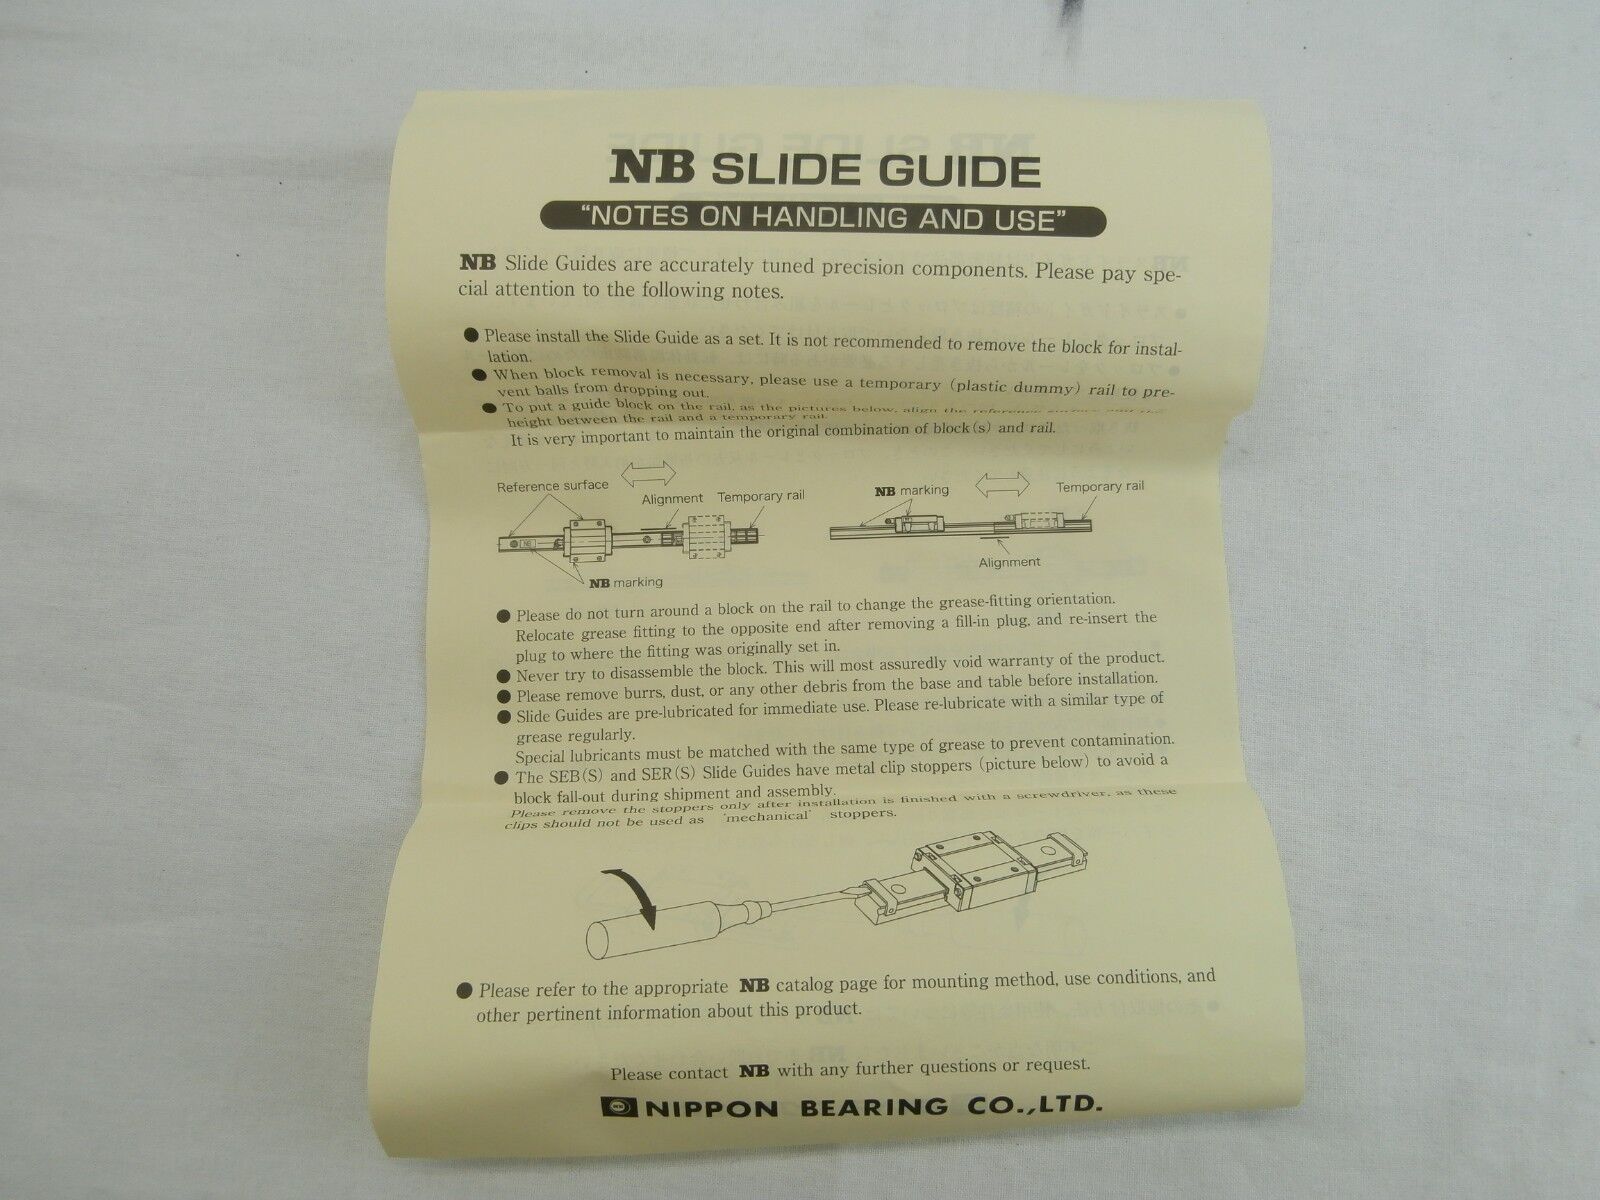 NB SLIDE GUIDE
"NOTES ON HANDLING AND USE"
NB Slide Guides are accurately tuned precision components. Please pay spe-
cial attention to the following notes.
● Please install the Slide Guide as a set. It is not recommended to remove the block for instal-
lation.
● When block removal is necessary, please use a temporary (plastic dummy) rail to pre-
vent balls from dropping out.
● To put a guide block on the rail, as the pictures below, align the reference surface and the
height between the rail and a temporary rail.
It is very important to maintain the original combination of block(s) and rail.
Reference surface
Alignment
Temporary rail
NB
NB marking
NB marking
Temporary rail
Alignment
● Please do not turn around a block on the rail to change the grease-fitting orientation.
Relocate grease fitting to the opposite end after removing a fill-in plug, and re-insert the
plug to where the fitting was originally set in.
● Never try to disassemble the block. This will most assuredly void warranty of the product.
● Please remove burrs, dust, or any other debris from the base and table before installation.
● Slide Guides are pre-lubricated for immediate use. Please re-lubricate with a similar type of
grease regularly.
Special lubricants must be matched with the same type of grease to prevent contamination.
● The SEB(S) and SER(S) Slide Guides have metal clip stoppers (picture below) to avoid a
block fall-out during shipment and assembly.
Please remove the stoppers only after installation is finished with a screwdriver, as these
clips should not be used as 'mechanical' stoppers.
● Please refer to the appropriate NB catalog page for mounting method, use conditions, and
other pertinent information about this product.
Please contact NB with any further questions or request.
NIPPON BEARING CO.,LTD.